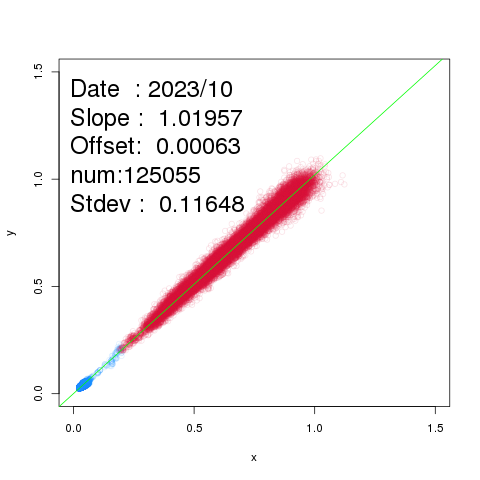 Date  : 2023/10
Slope :  1.01957
Offset:  0.00063
num:125055
Stdev :  0.11648
1.5
1.0
0.5
0.0
y
0.0 0.5 1.0 1.5
x